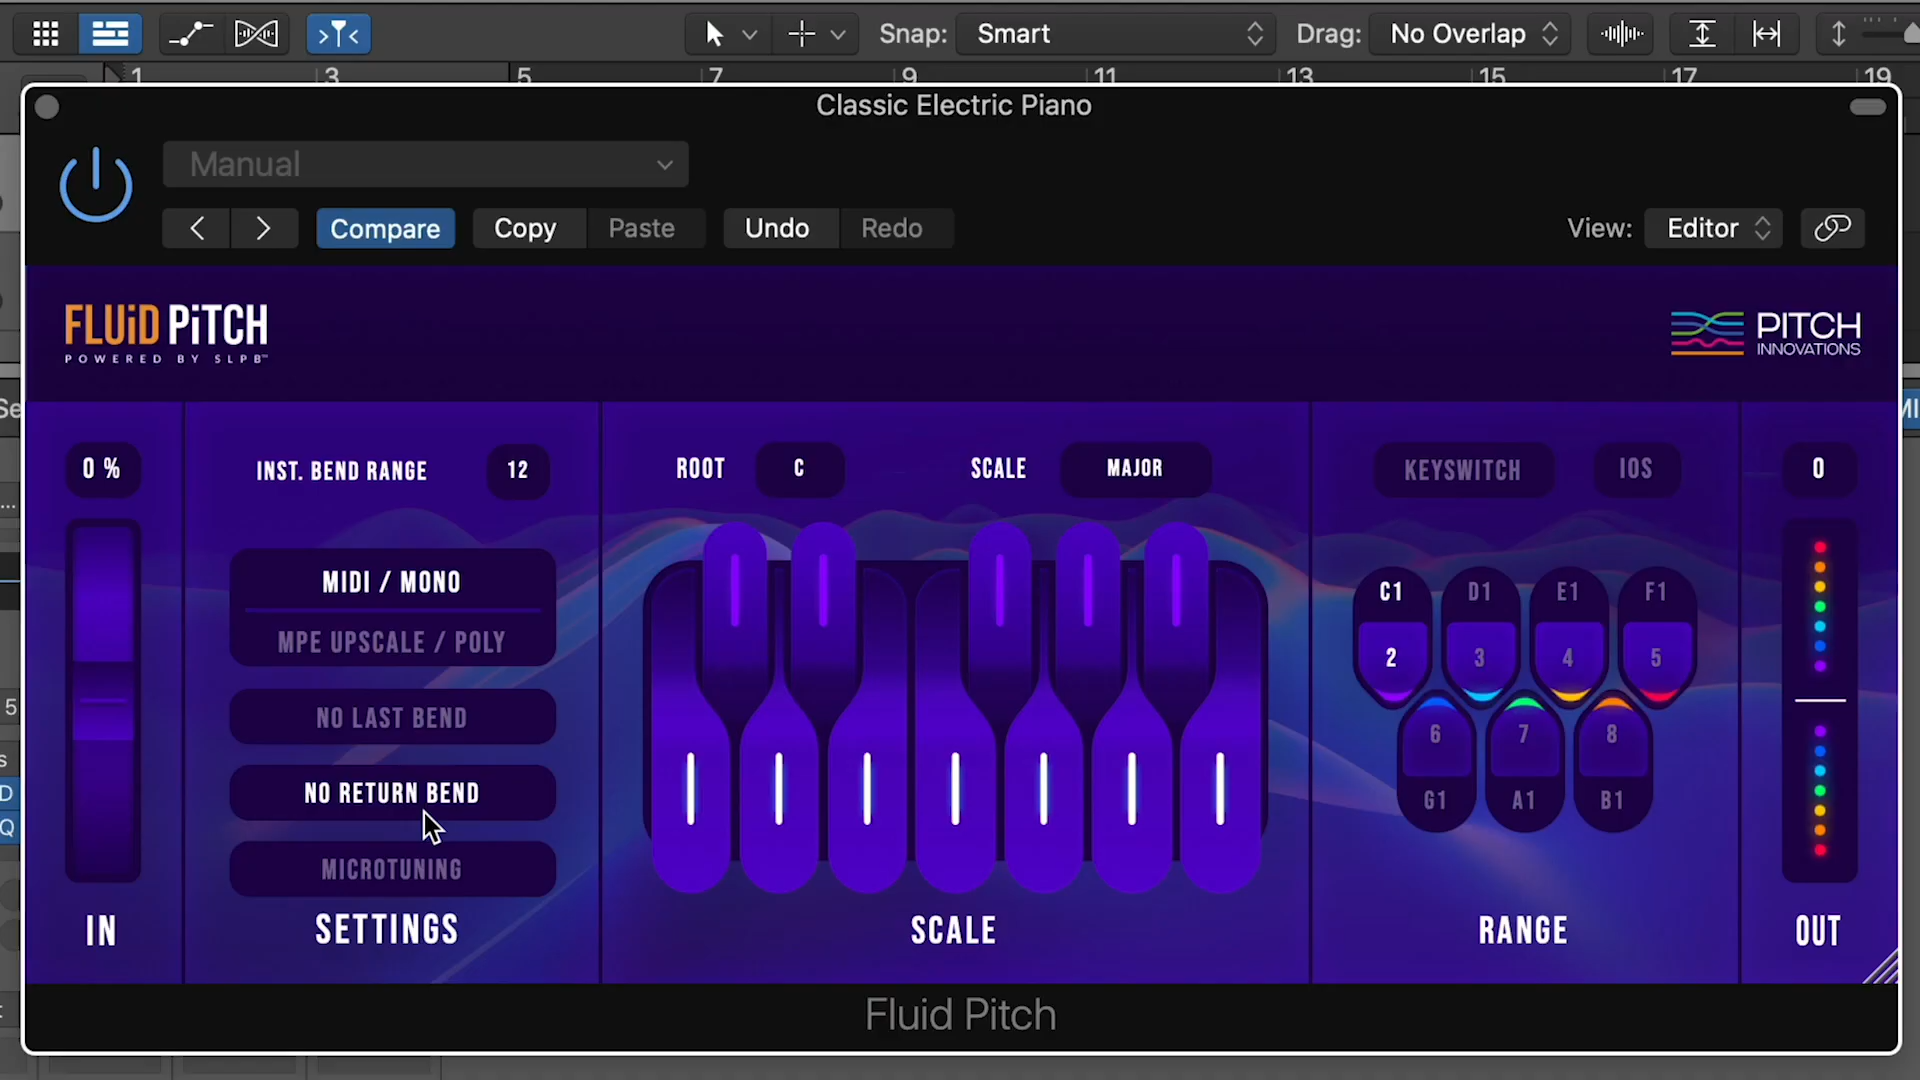 Snap: Smart Drag: No Overlap
1 3 5 7 9 11 13 15 17 19
Classic Electric Piano
Manual
Compare Copy Paste Undo Redo View: Editor
FLUiD PiTCH
POWERED BY SLPB™
PITCH
INNOVATIONS
0 %
IN
INST. BEND RANGE 12
MIDI / MONO
MPE UPSCALE / POLY
NO LAST BEND
NO RETURN BEND
MICROTUNING
SETTINGS
ROOT C SCALE MAJOR
SCALE
KEYSWITCH IOS
C1 D1 E1 F1
2 3 4 5
6 7 8
G1 A1 B1
RANGE
0
OUT
Fluid Pitch
Se
5
D
Q